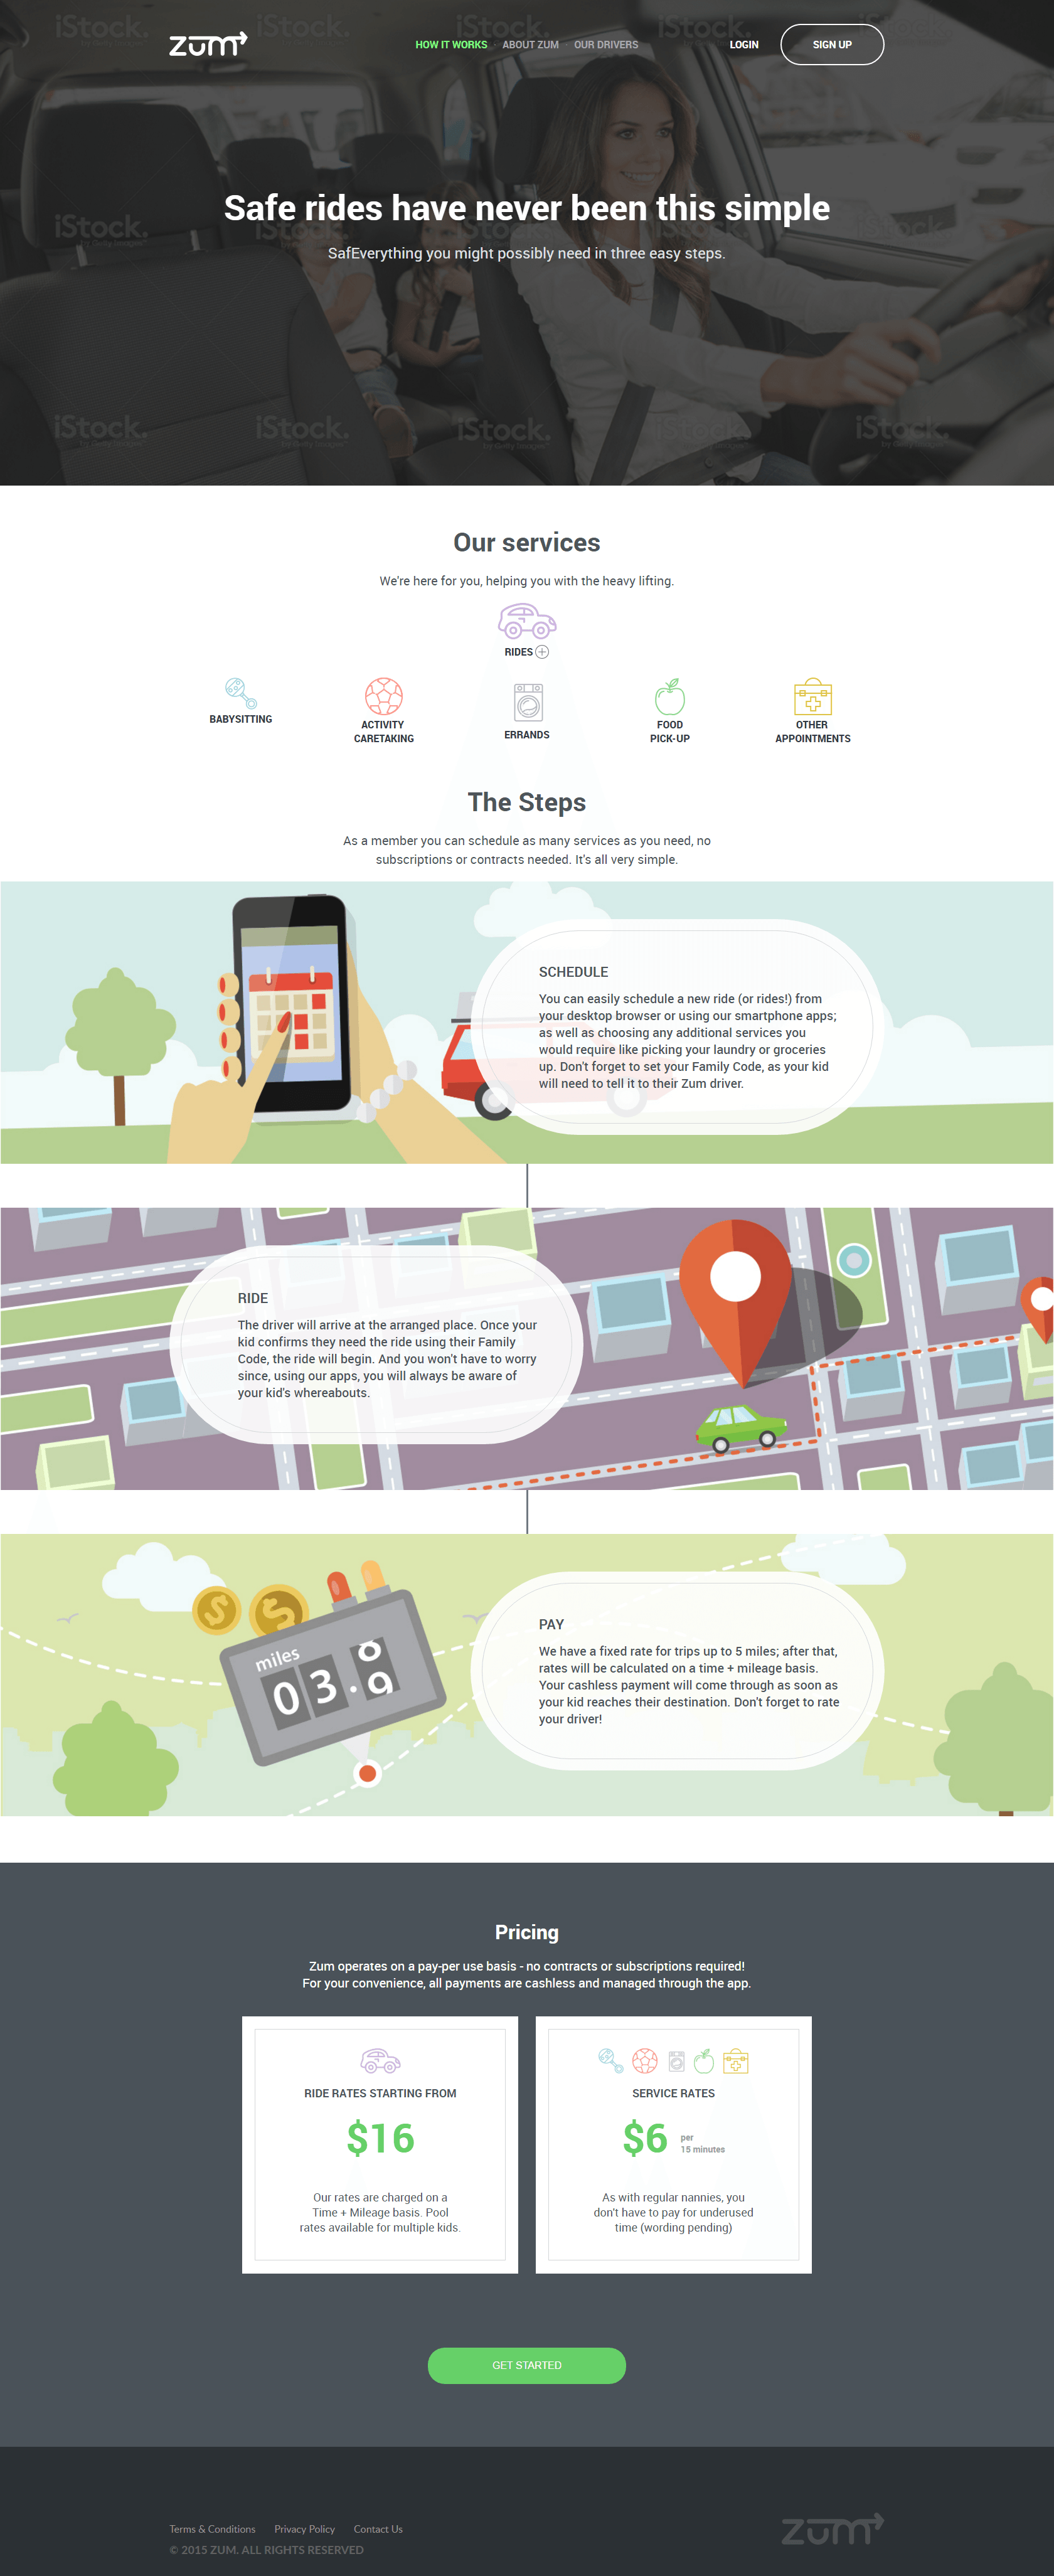 zum
HOW IT WORKS
ABOUT ZUM
OUR DRIVERS
LOGIN
SIGN UP
iStock.
by Getty Images
Safe rides have never been this simple
SafEverything you might possibly need in three easy steps.
Our services
We're here for you, helping you with the heavy lifting.
RIDES
BABYSITTING
ACTIVITY
CARETAKING
ERRANDS
FOOD
PICK-UP
OTHER
APPOINTMENTS
The Steps
As a member you can schedule as many services as you need, no
subscriptions or contracts needed. It's all very simple.
SCHEDULE
You can easily schedule a new ride (or rides!) from
your desktop browser or using our smartphone apps;
as well as choosing any additional services you
would require like picking your laundry or groceries
up. Don't forget to set your Family Code, as your kid
will need to tell it to their Zum driver.
RIDE
The driver will arrive at the arranged place. Once your
kid confirms they need the ride using their Family
Code, the ride will begin. And you won't have to worry
since, using our apps, you will always be aware of
your kid's whereabouts.
miles
03.
8
9
PAY
We have a fixed rate for trips up to 5 miles; after that,
rates will be calculated on a time + mileage basis.
Your cashless payment will come through as soon as
your kid reaches their destination. Don't forget to rate
your driver!
Pricing
Zum operates on a pay-per use basis - no contracts or subscriptions required!
For your convenience, all payments are cashless and managed through the app.
RIDE RATES STARTING FROM
$16
Our rates are charged on a
Time + Mileage basis. Pool
rates available for multiple kids.
SERVICE RATES
$6 per
15 minutes
As with regular nannies, you
don't have to pay for underused
time (wording pending)
GET STARTED
Terms & Conditions
Privacy Policy
Contact Us
© 2015 ZUM. ALL RIGHTS RESERVED
zum